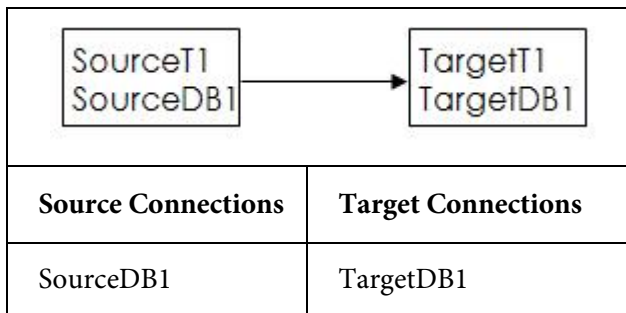 SourceT1
SourceDB1
TargetT1
TargetDB1
Source Connections
Target Connections
SourceDB1
TargetDB1